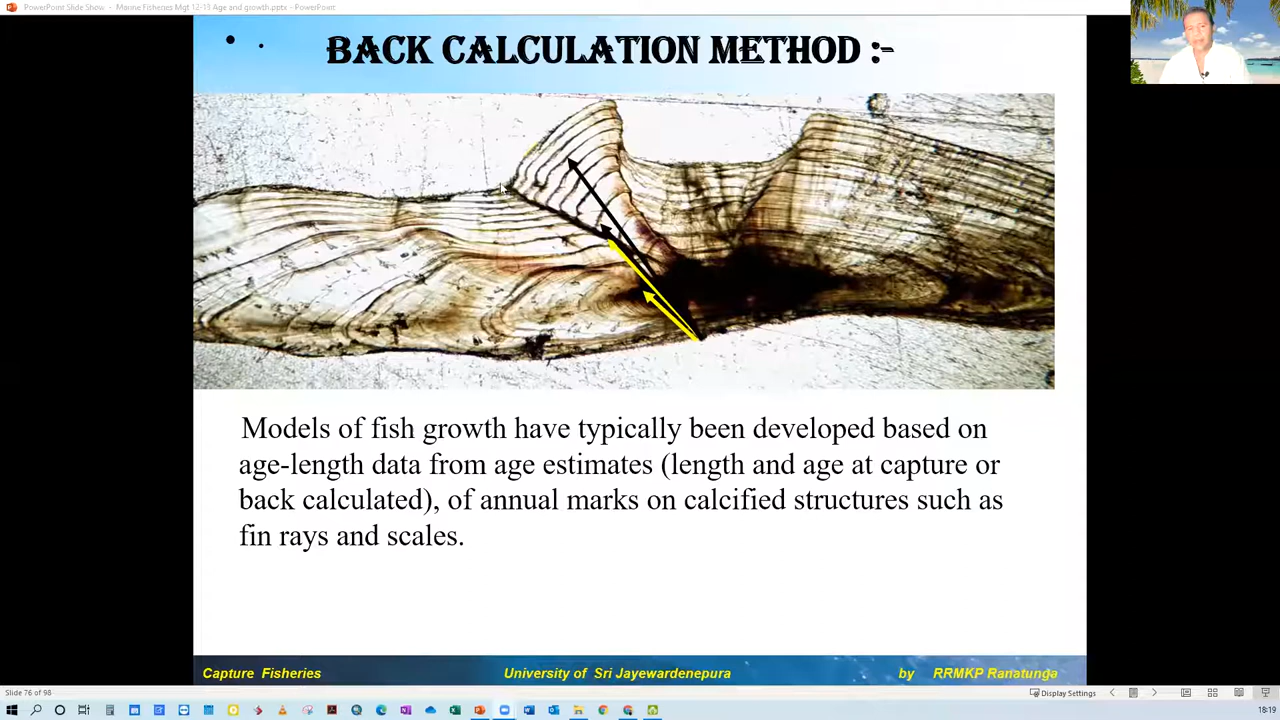 PowerPoint Slide Show - Marine Fisheries Mgt 12-13 Age and growth.pptx - PowerPoint
BACK CALCULATION METHOD :-
Models of fish growth have typically been developed based on
age-length data from age estimates (length and age at capture or
back calculated), of annual marks on calcified structures such as
fin rays and scales.
Capture Fisheries University of Sri Jayewardenepura by RRMKP Ranatunga
Slide 76 of 98 Display Settings
18:19